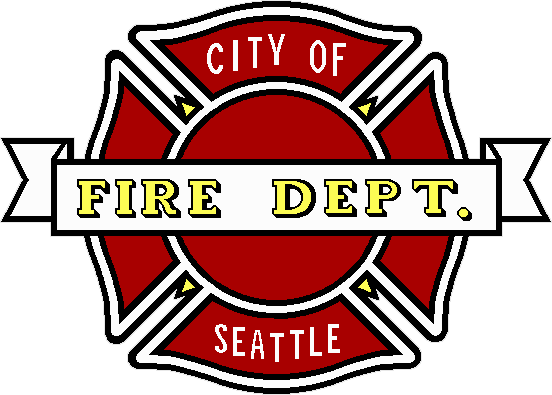 CITY OF
FIRE DEPT.
SEATTLE